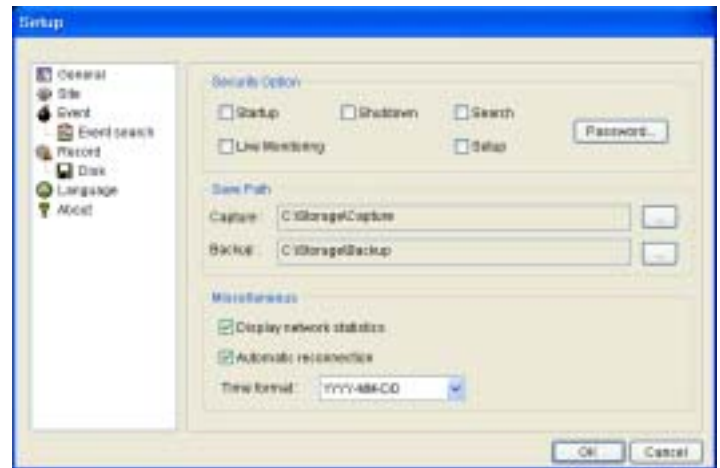 Setup
General
Site
Event
Event search
Record
Disk
Language
About
Security Option
Startup
Shutdown
Search
Password...
Live Monitoring
Setup
Save Path
Capture : C:\Storage\Capture ...
Backup : C:\Storage\Backup ...
Miscellaneous
Display network statistics
Automatic reconnection
Time format : YYYY-MM-DD
OK Cancel